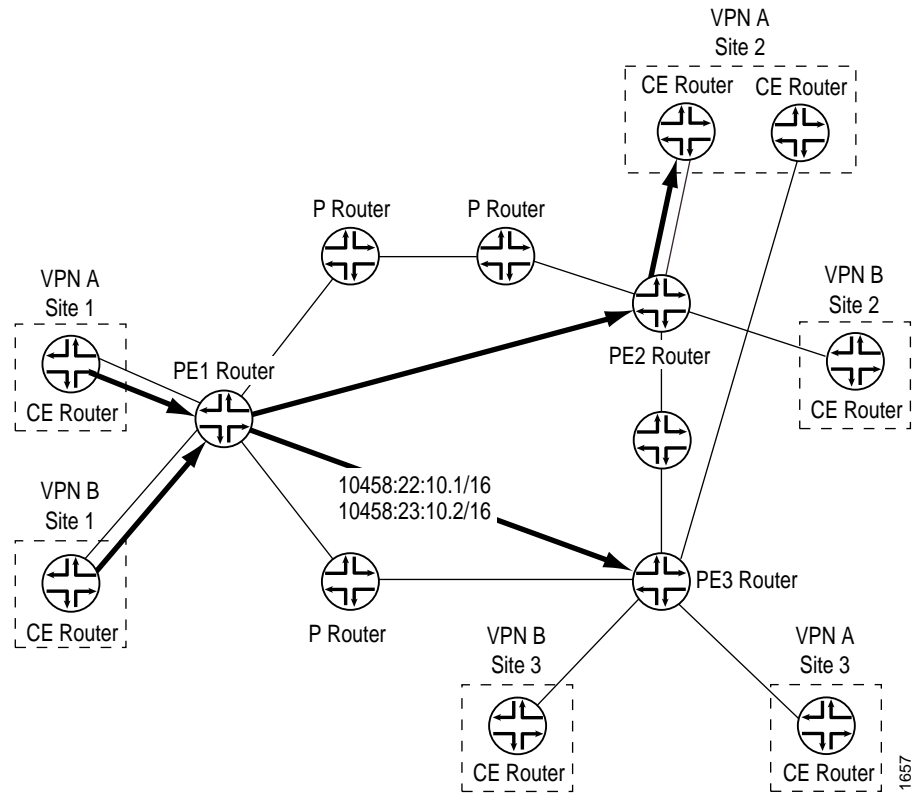 VPN A
Site 2
CE Router
CE Router
P Router
P Router
VPN A
Site 1
CE Router
PE1 Router
PE2 Router
VPN B
Site 2
CE Router
10458:22:10.1/16
10458:23:10.2/16
VPN B
Site 1
CE Router
P Router
PE3 Router
VPN B
Site 3
CE Router
VPN A
Site 3
CE Router
1657